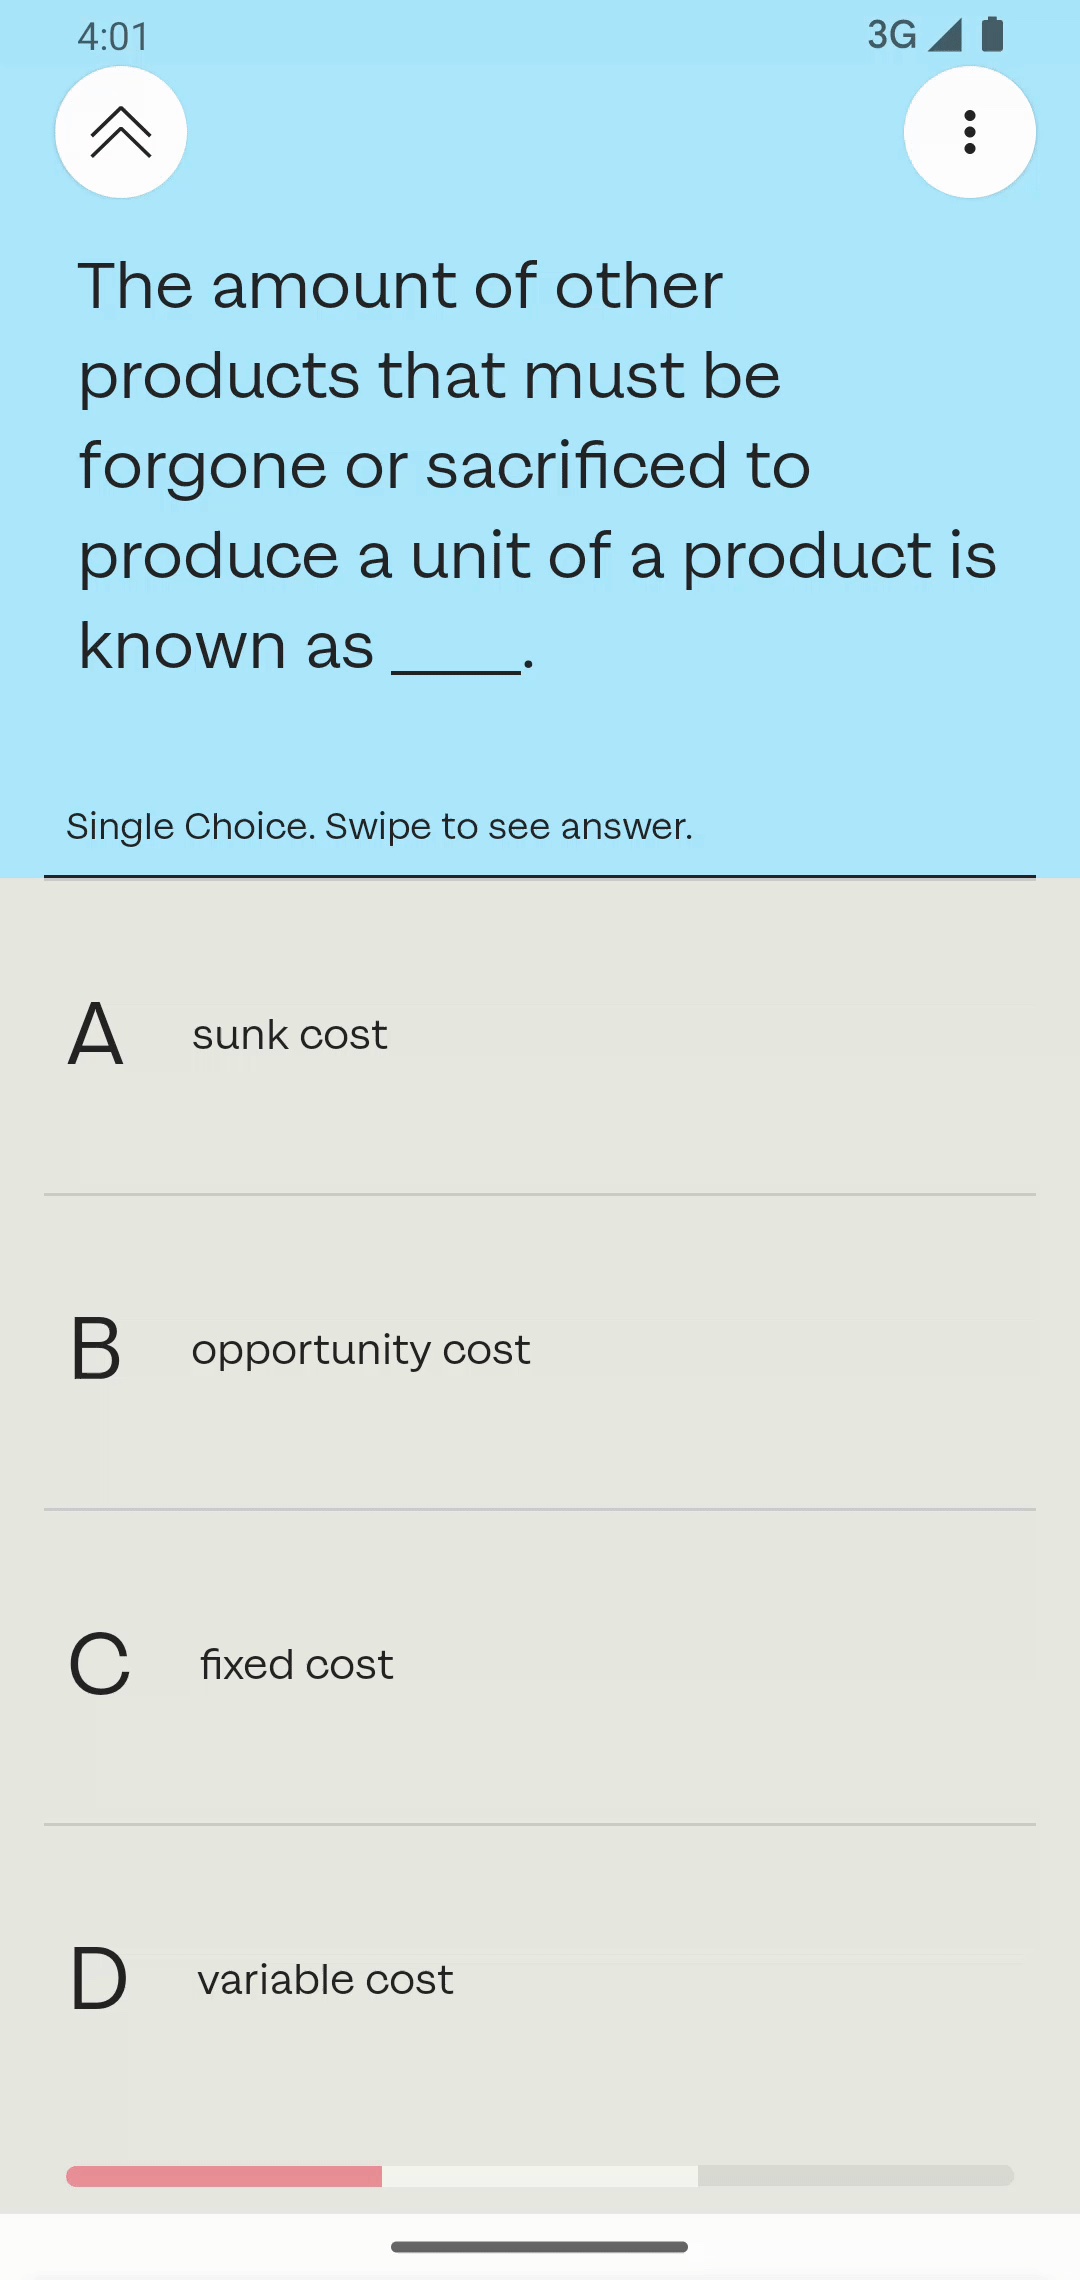 4:01
3G
The amount of other
products that must be
forgone or sacrificed to
produce a unit of a product is
known as ____.
Single Choice. Swipe to see answer.
A sunk cost
B opportunity cost
C fixed cost
D variable cost